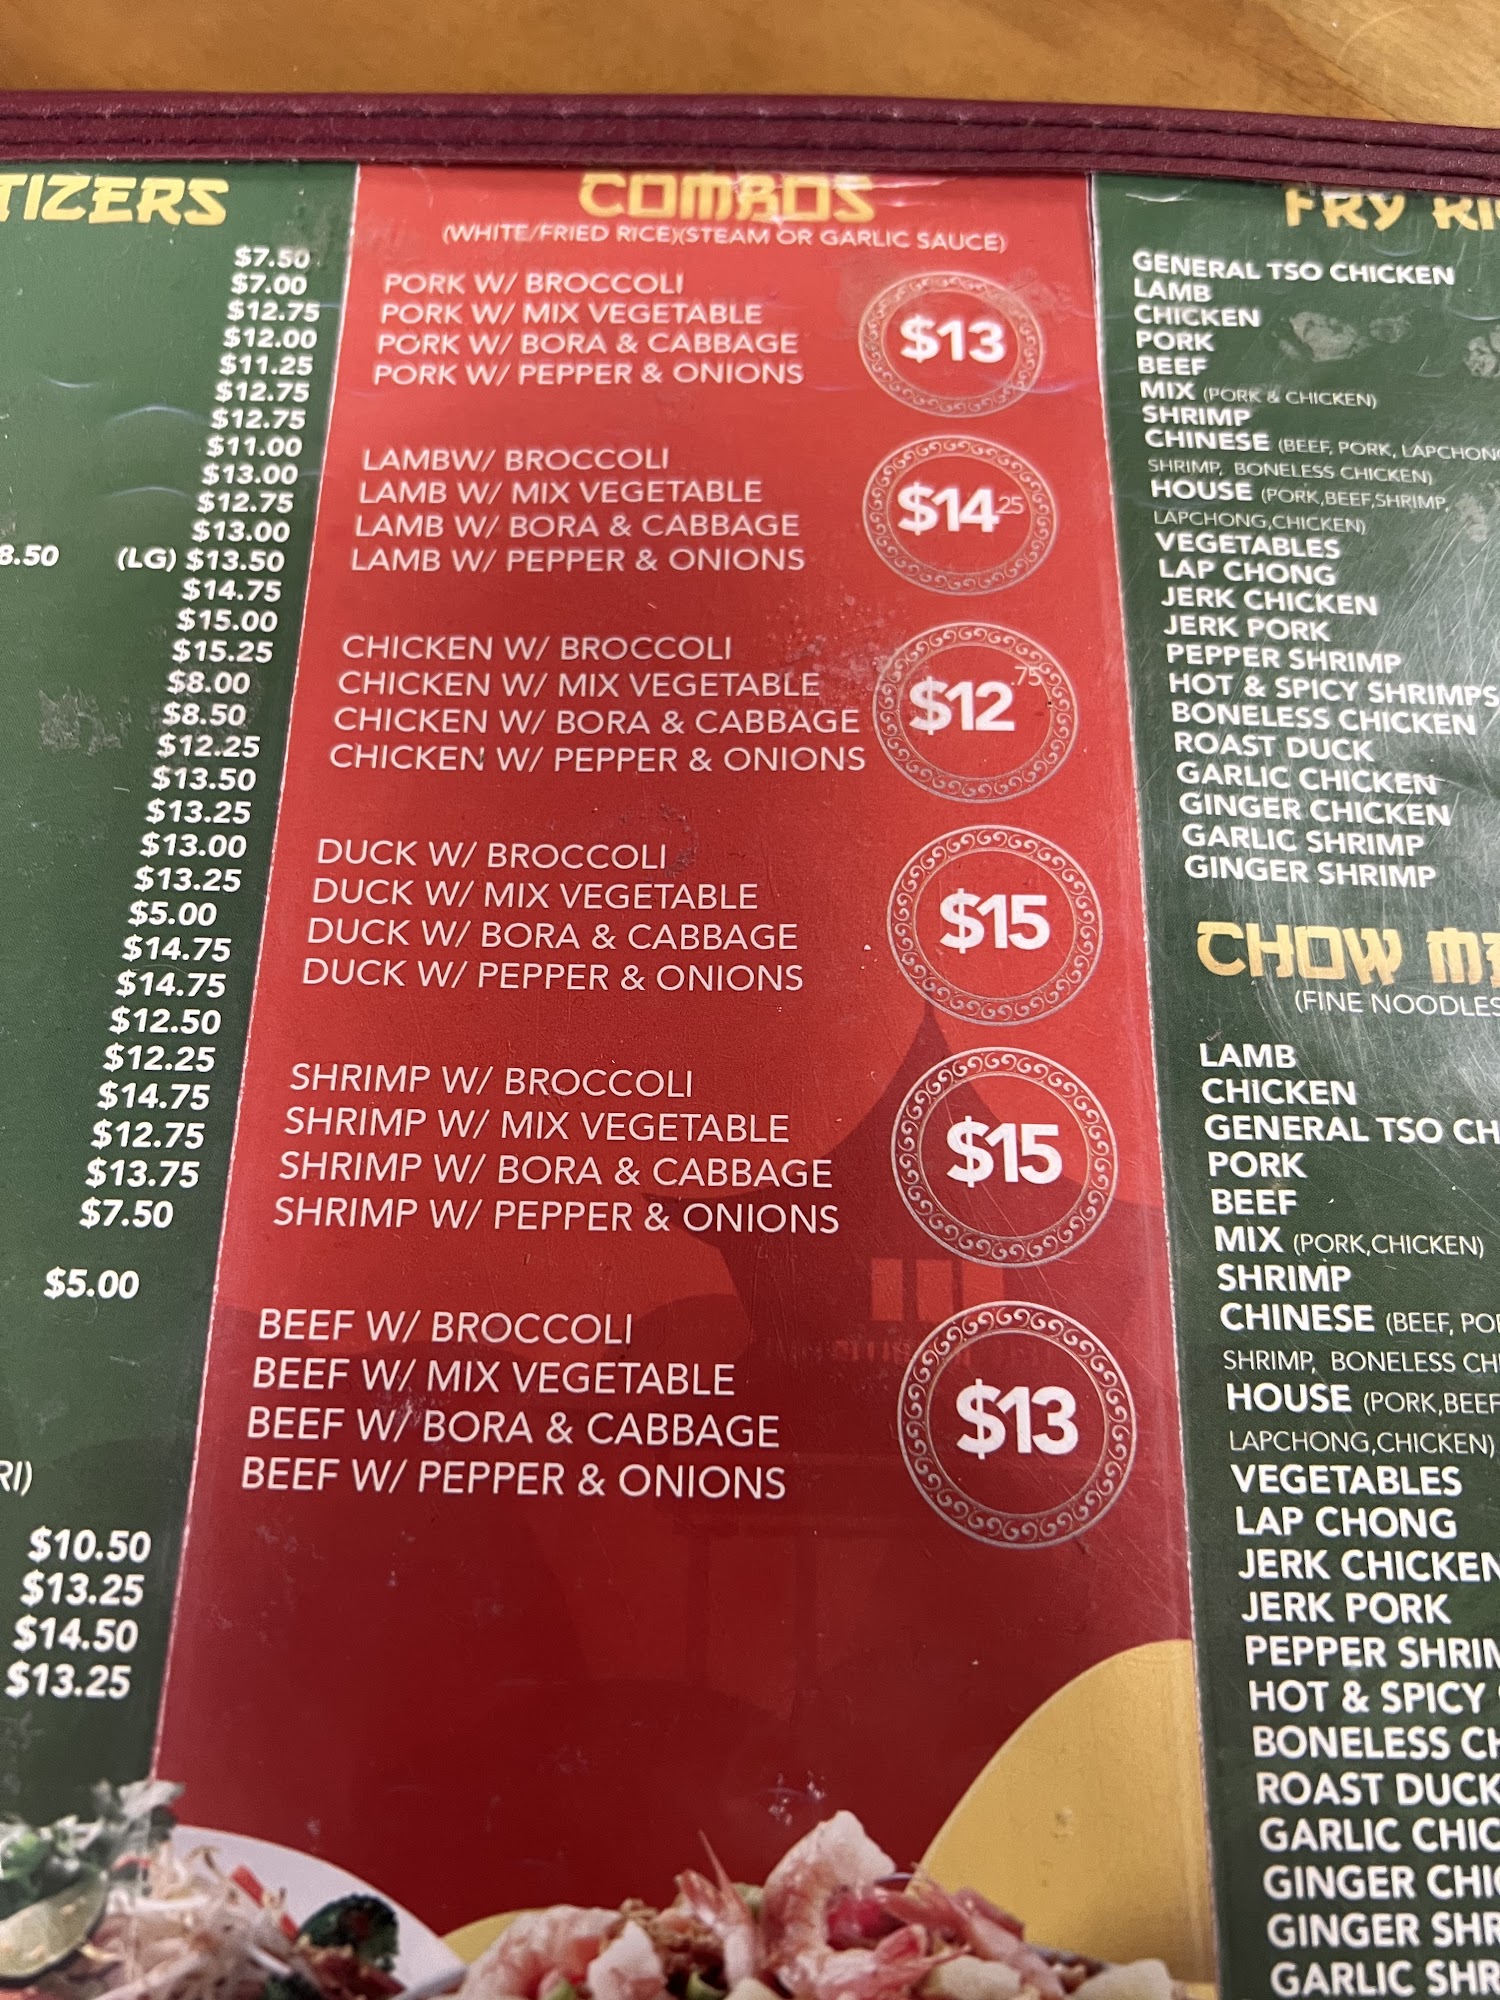 $7.50
$7.00
$12.75
$12.00
$11.25
$12.75
$12.75
$11.00
$13.00
$12.75
$13.00
8.50 (LG) $13.50
$14.75
$15.00
$15.25
$8.00
$8.50
$12.25
$13.50
$13.25
$13.00
$13.25
$5.00
$14.75
$14.75
$12.50
$12.25
$14.75
$12.75
$13.75
$7.50
$5.00
$10.50
$13.25
$14.50
$13.25
COMBOS
(WHITE/FRIED RICE)(STEAM OR GARLIC SAUCE)
PORK W/ BROCCOLI
PORK W/ MIX VEGETABLE
PORK W/ BORA & CABBAGE
PORK W/ PEPPER & ONIONS
$13
LAMBW/ BROCCOLI
LAMB W/ MIX VEGETABLE
LAMB W/ BORA & CABBAGE
LAMB W/ PEPPER & ONIONS
$14.25
CHICKEN W/ BROCCOLI
CHICKEN W/ MIX VEGETABLE
CHICKEN W/ BORA & CABBAGE
CHICKEN W/ PEPPER & ONIONS
$12.75
DUCK W/ BROCCOLI
DUCK W/ MIX VEGETABLE
DUCK W/ BORA & CABBAGE
DUCK W/ PEPPER & ONIONS
$15
SHRIMP W/ BROCCOLI
SHRIMP W/ MIX VEGETABLE
SHRIMP W/ BORA & CABBAGE
SHRIMP W/ PEPPER & ONIONS
$15
BEEF W/ BROCCOLI
BEEF W/ MIX VEGETABLE
BEEF W/ BORA & CABBAGE
BEEF W/ PEPPER & ONIONS
$13
FRY
GENERAL TSO CHICKEN
LAMB
CHICKEN
PORK
BEEF
MIX (PORK & CHICKEN)
SHRIMP
CHINESE (BEEF, PORK, LAPCHONG
SHRIMP, BONELESS CHICKEN)
HOUSE (PORK,BEEF,SHRIMP,
LAPCHONG,CHICKEN)
VEGETABLES
LAP CHONG
JERK CHICKEN
JERK PORK
PEPPER SHRIMP
HOT & SPICY SHRIMPS
BONELESS CHICKEN
ROAST DUCK
GARLIC CHICKEN
GINGER CHICKEN
GARLIC SHRIMP
GINGER SHRIMP
CHOW
(FINE NOODLES
LAMB
CHICKEN
GENERAL TSO CH
PORK
BEEF
MIX (PORK,CHICKEN)
SHRIMP
CHINESE (BEEF, POR
SHRIMP, BONELESS CH
HOUSE (PORK,BEEF
LAPCHONG,CHICKEN)
VEGETABLES
LAP CHONG
JERK CHICKEN
JERK PORK
PEPPER SHRIM
HOT & SPICY
BONELESS CH
ROAST DUCK
GARLIC CHIC
GINGER CHI
GINGER SHR
GARLIC SHR